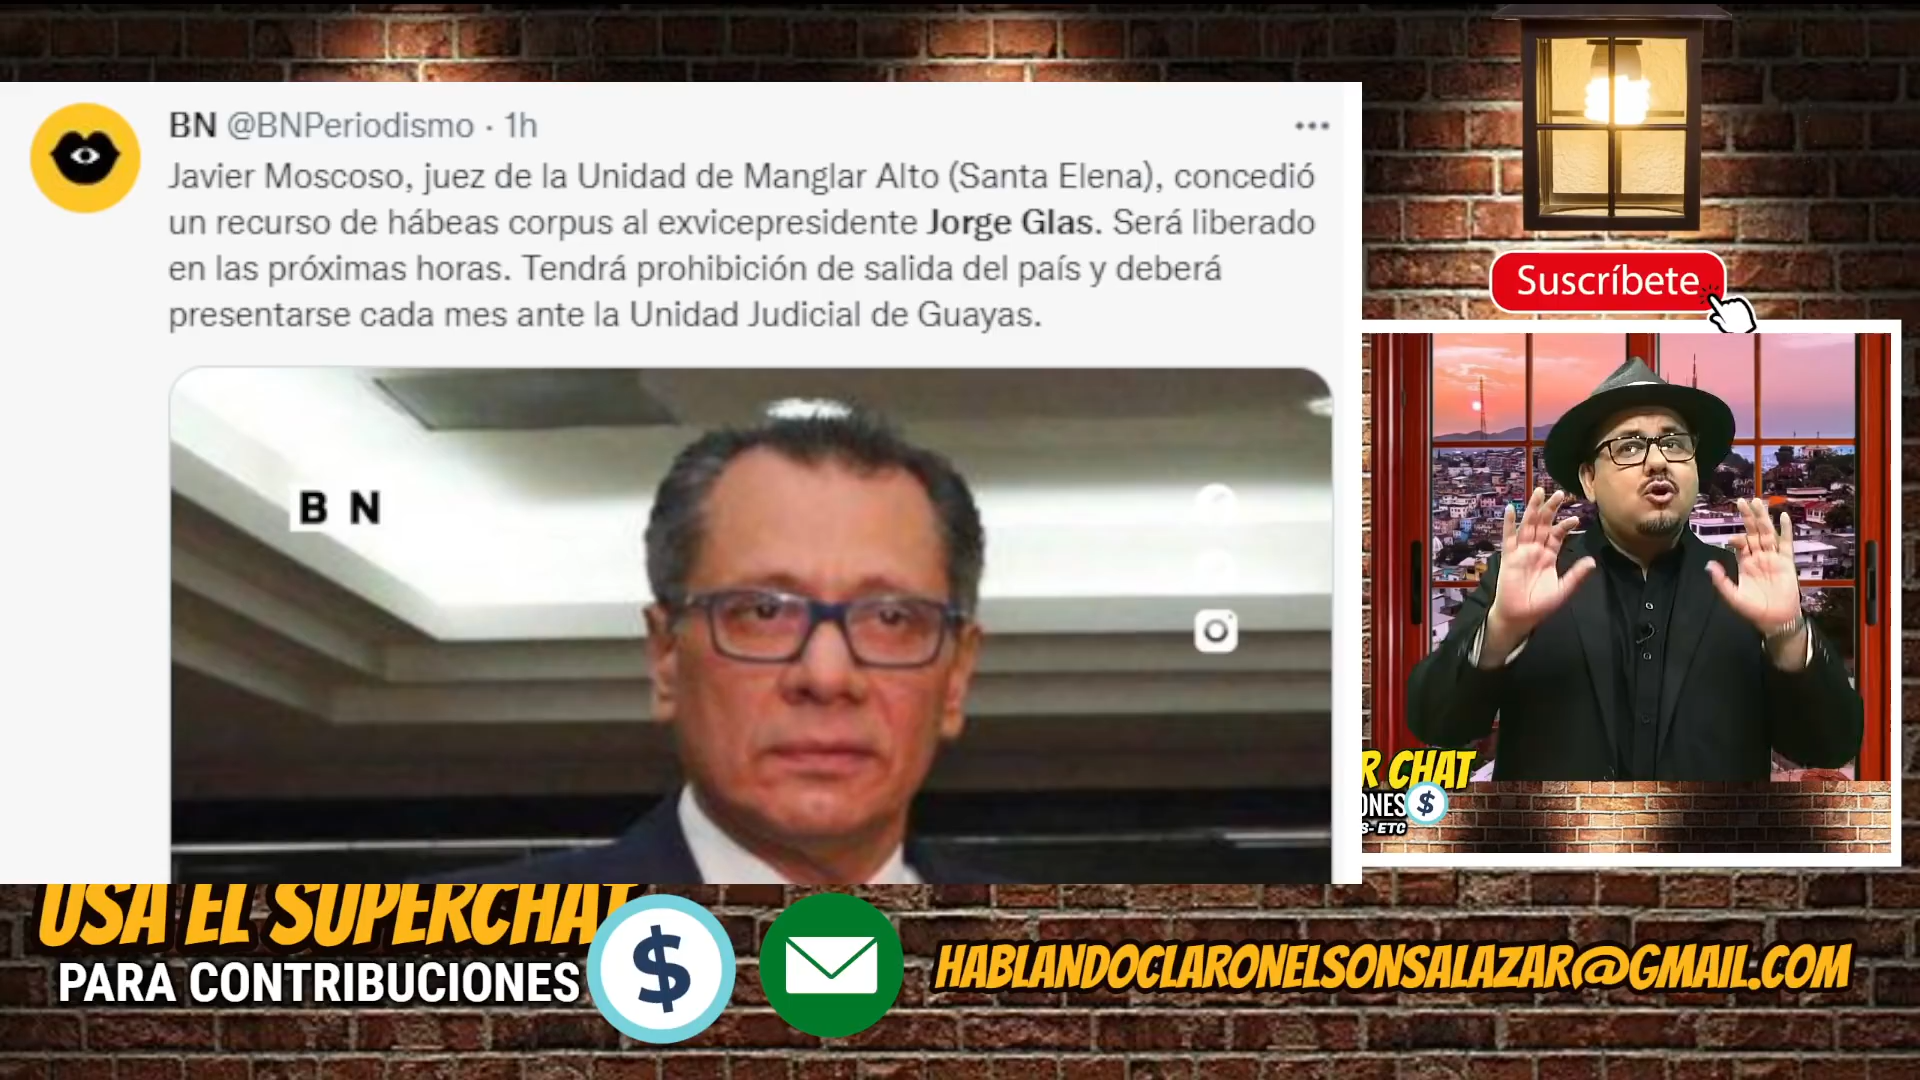 BN @BNPeriodismo · 1h
Javier Moscoso, juez de la Unidad de Manglar Alto (Santa Elena), concedió
un recurso de hábeas corpus al exvicepresidente Jorge Glas. Será liberado
en las próximas horas. Tendrá prohibición de salida del país y deberá
presentarse cada mes ante la Unidad Judicial de Guayas.
B N
Suscríbete
R CHAT
ONES $
S- ETC
USA EL SUPERCHAT
PARA CONTRIBUCIONES $
HABLANDOCLARONELSONSALAZAR@GMAIL.COM